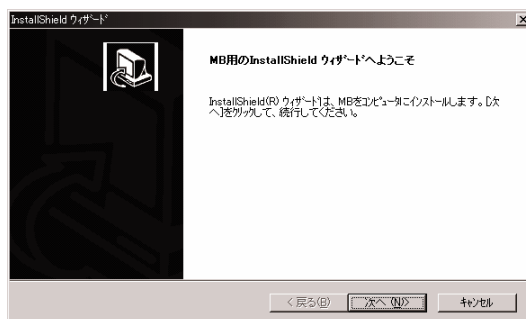 InstallShield ウィザード
MB用のInstallShield ウィザードへようこそ
InstallShield(R) ウィザードは、MBをコンピュータにインストールします。[次
へ]をクリックして、続行してください。
< 戻る(B)
次へ (N)>
キャンセル